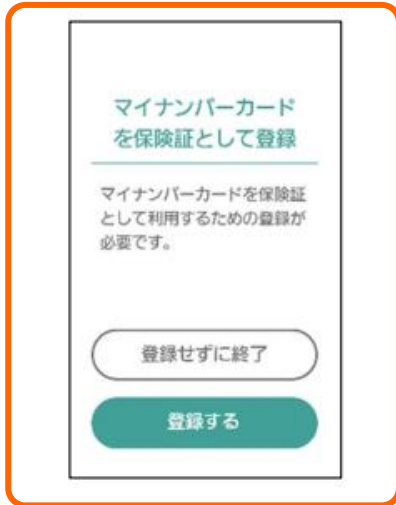 マイナンバーカード
を保険証として登録
マイナンバーカードを保険証
として利用するための登録が
必要です。
登録せずに終了
登録する